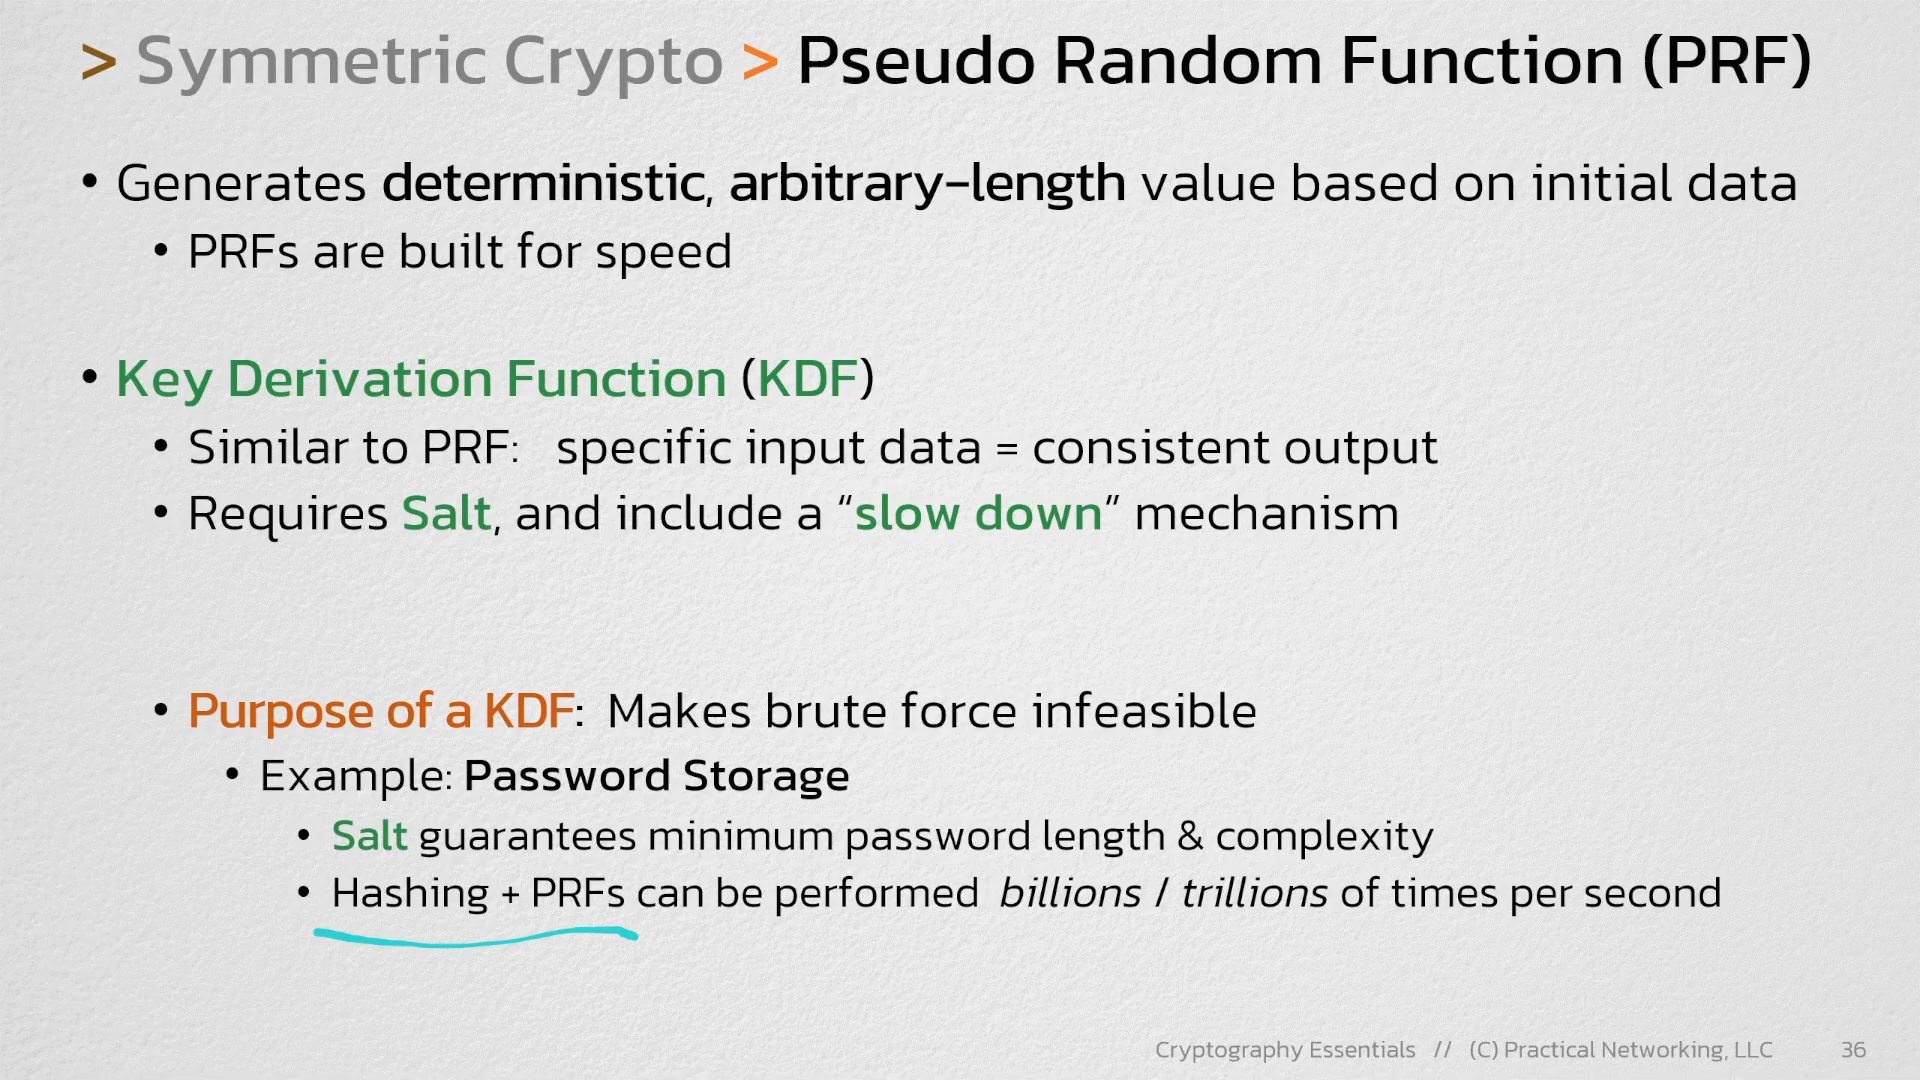 > Symmetric Crypto > Pseudo Random Function (PRF)
• Generates deterministic, arbitrary-length value based on initial data
• PRFs are built for speed
• Key Derivation Function (KDF)
• Similar to PRF: specific input data = consistent output
• Requires Salt, and include a “slow down” mechanism
• Purpose of a KDF: Makes brute force infeasible
• Example: Password Storage
• Salt guarantees minimum password length & complexity
• Hashing + PRFs can be performed billions / trillions of times per second
Cryptography Essentials // (C) Practical Networking, LLC 36